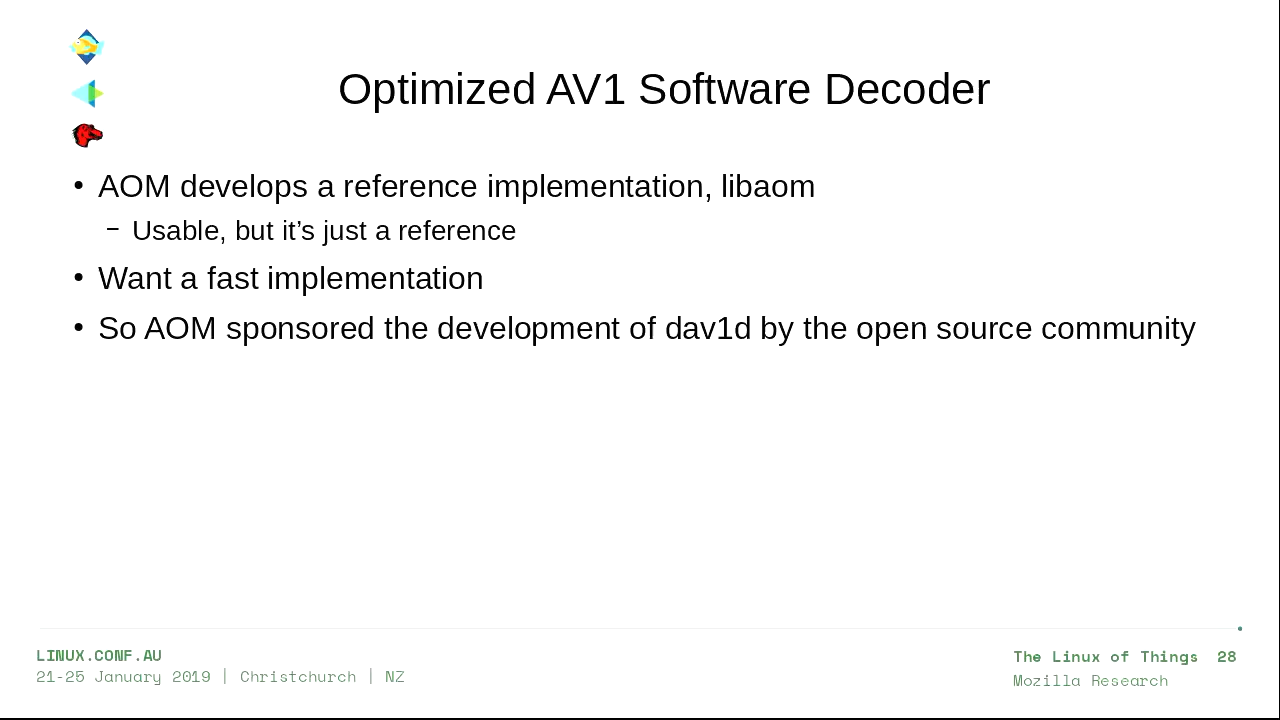 Optimized AV1 Software Decoder
• AOM develops a reference implementation, libaom
– Usable, but it’s just a reference
• Want a fast implementation
• So AOM sponsored the development of dav1d by the open source community
LINUX.CONF.AU
21-25 January 2019 | Christchurch | NZ
The Linux of Things 28
Mozilla Research